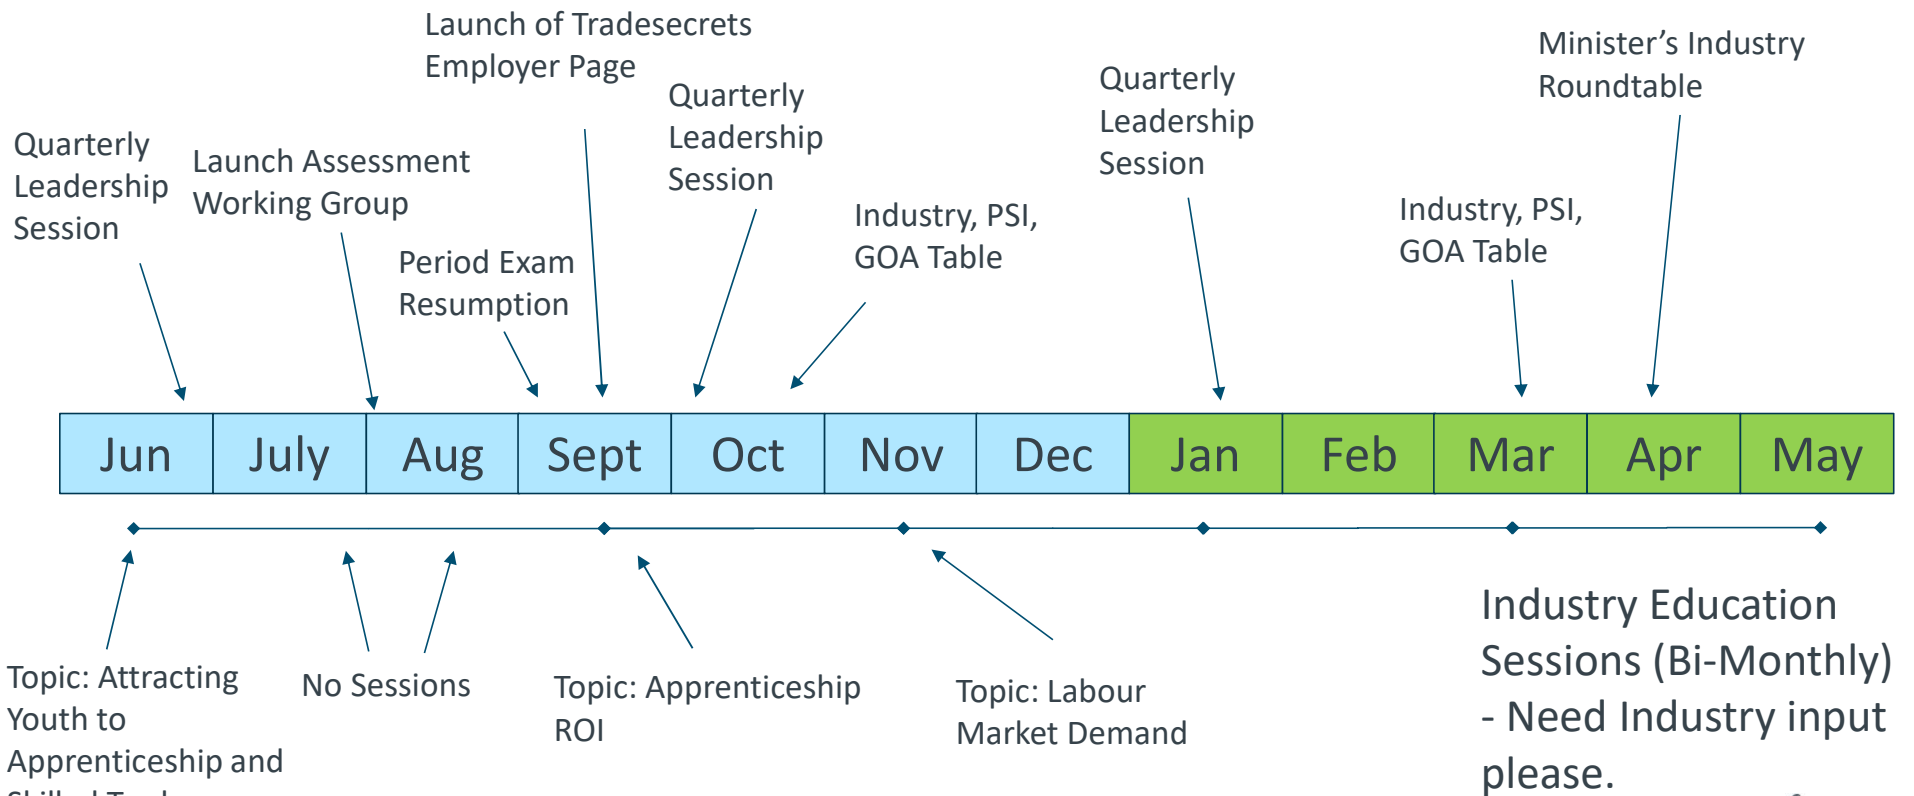 Launch of Tradesecrets
Employer Page
Minister’s Industry
Roundtable
Quarterly
Leadership
Session
Quarterly
Leadership
Session
Quarterly
Leadership
Session
Launch Assessment
Working Group
Industry, PSI,
GOA Table
Industry, PSI,
GOA Table
Period Exam
Resumption
Jun July Aug Sept Oct Nov Dec Jan Feb Mar Apr May
Topic: Attracting
Youth to
Apprenticeship and
No Sessions
Topic: Apprenticeship
ROI
Topic: Labour
Market Demand
Industry Education
Sessions (Bi-Monthly)
- Need Industry input
please.